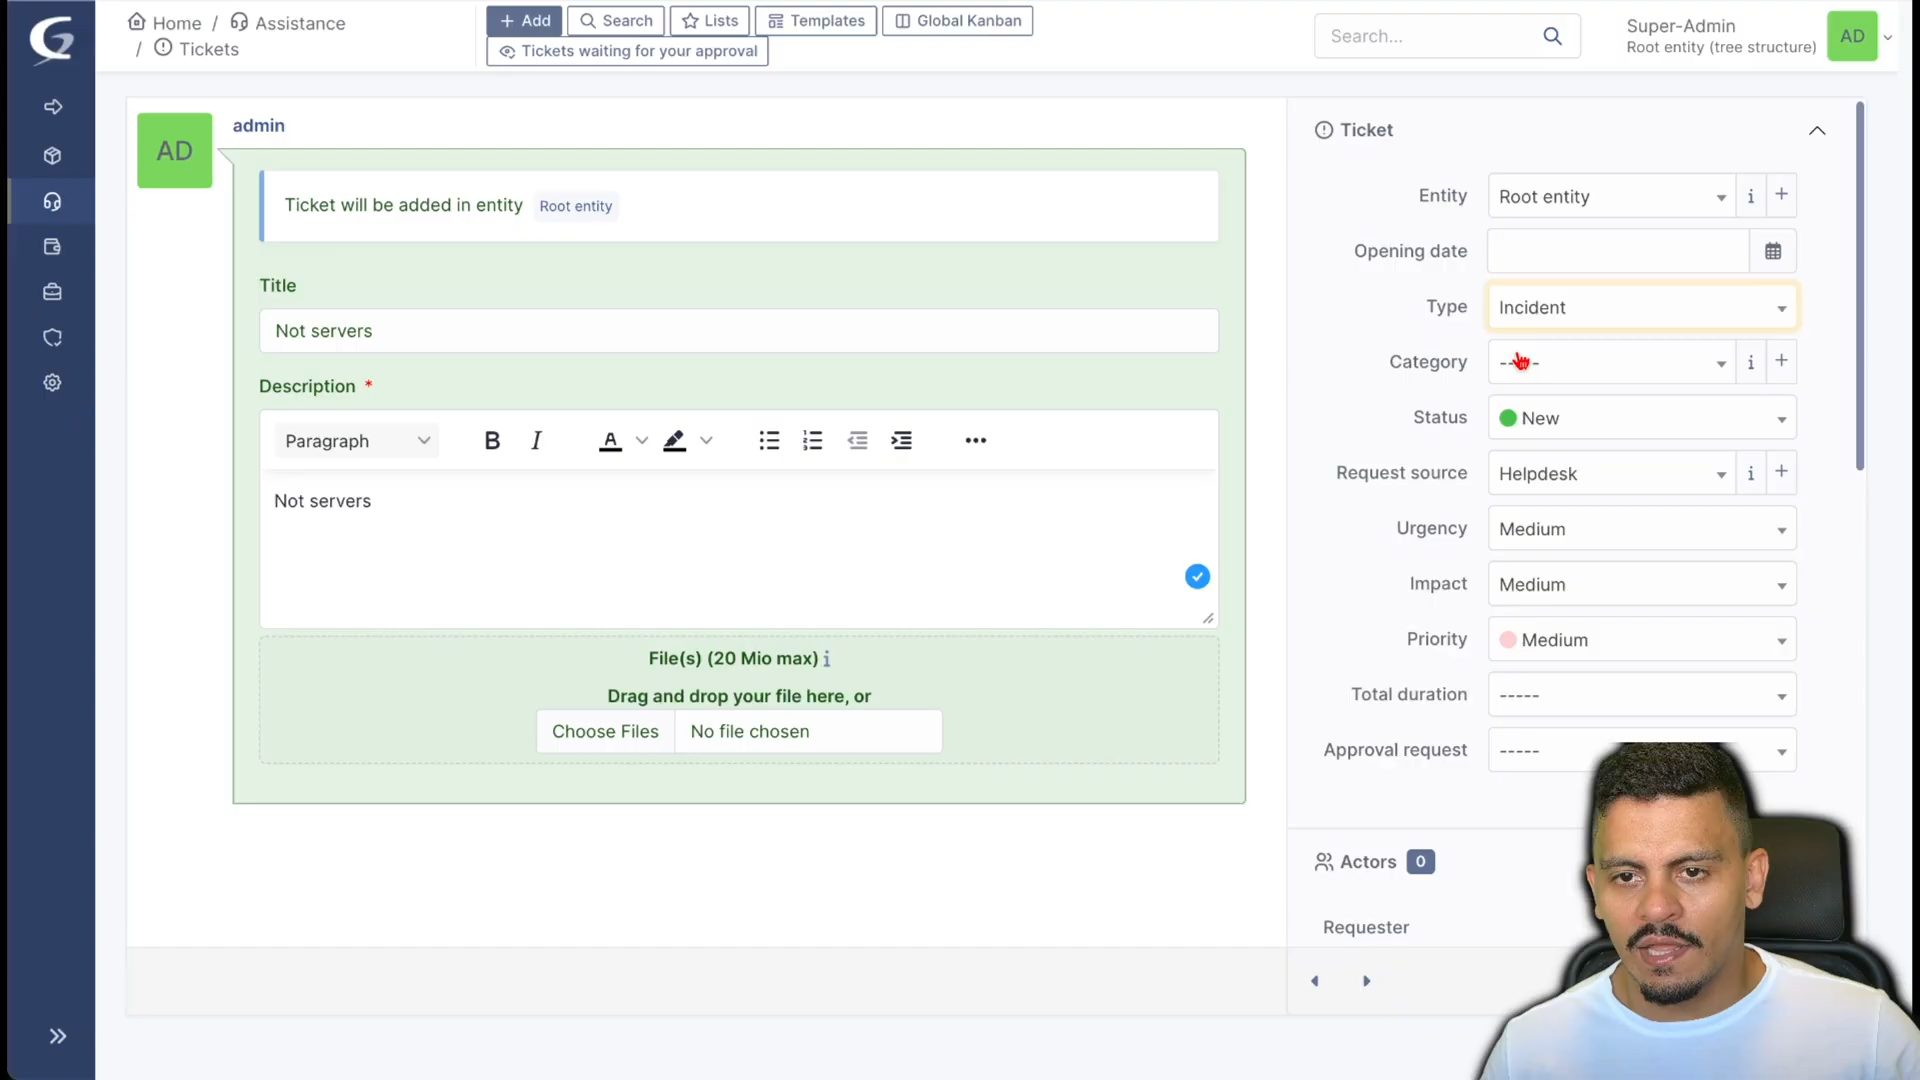 Home / Assistance
/ Tickets
+ Add
Search
Lists
Templates
Global Kanban
Tickets waiting for your approval
Search...
Super-Admin
Root entity (tree structure)
AD
AD
admin
Ticket will be added in entity Root entity
Title
Not servers
Description *
Paragraph
B I A
Not servers
File(s) (20 Mio max) i
Drag and drop your file here, or
Choose Files No file chosen
Ticket
Entity Root entity i +
Opening date
Type Incident
Category ----- i +
Status New
Request source Helpdesk i +
Urgency Medium
Impact Medium
Priority Medium
Total duration -----
Approval request -----
Actors 0
Requester